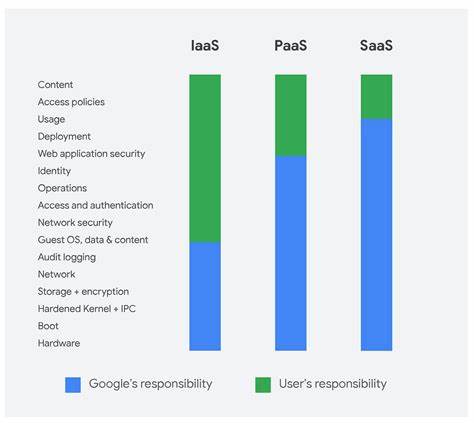 IaaS PaaS SaaS
Content
Access policies
Usage
Deployment
Web application security
Identity
Operations
Access and authentication
Network security
Guest OS, data & content
Audit logging
Network
Storage + encryption
Hardened Kernel + IPC
Boot
Hardware
Google's responsibility User's responsibility